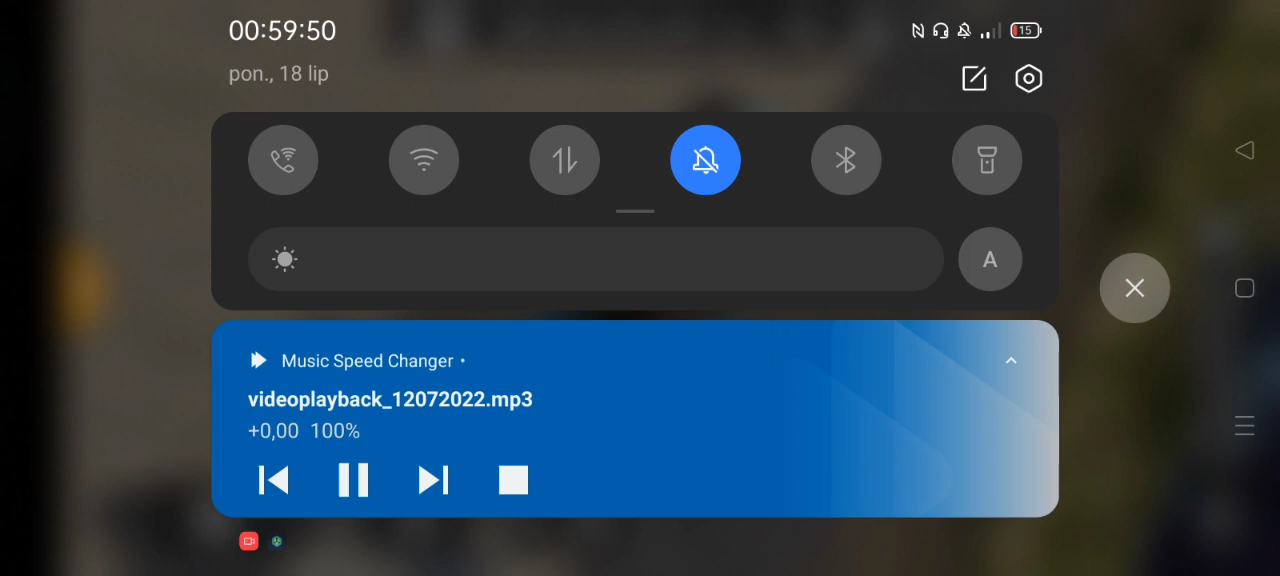 00:59:50
15
pon., 18 lip
A
Music Speed Changer •
videoplayback_12072022.mp3
+0,00 100%